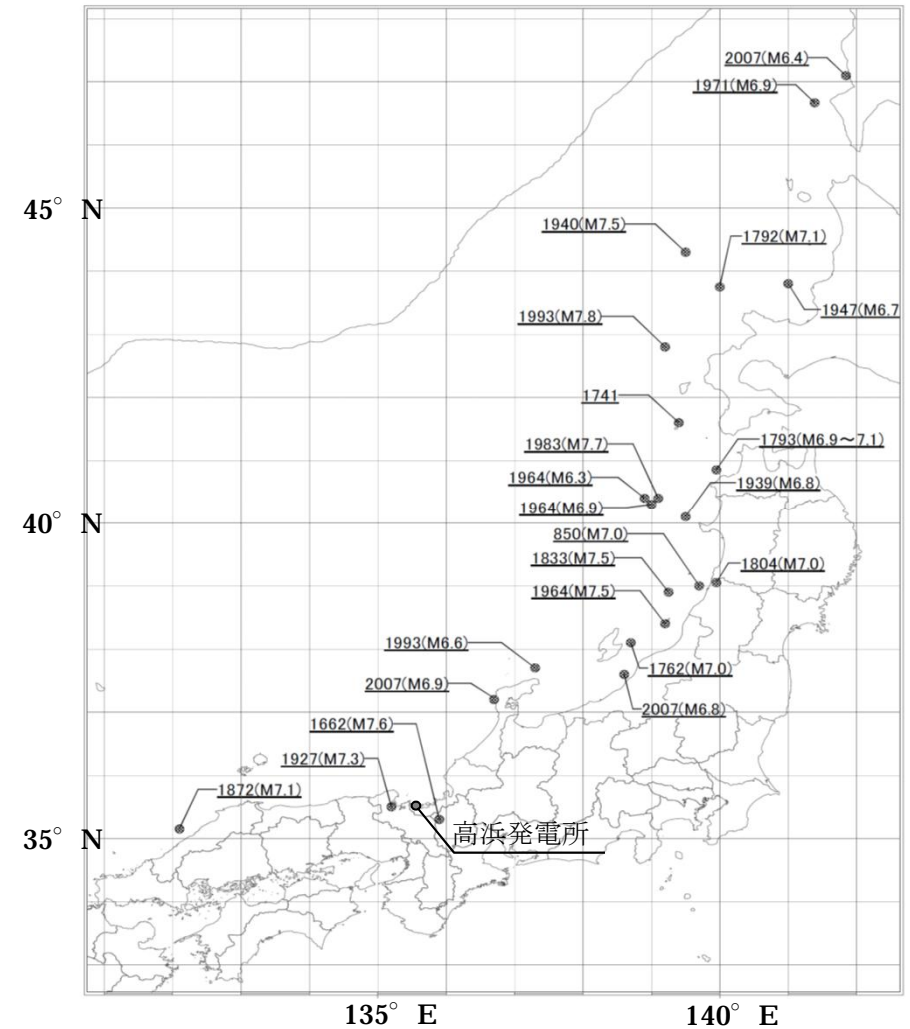 2007(M6.4)
1971(M6.9)
45° N
1940(M7.5)
1792(M7.1)
1947(M6.7
1993(M7.8)
1741
1793(M6.9～7.1)
1983(M7.7)
1964(M6.3)
1939(M6.8)
1964(M6.9)
40° N
850(M7.0)
1833(M7.5)
1804(M7.0)
1964(M7.5)
1993(M6.6)
1762(M7.0)
2007(M6.9)
2007(M6.8)
1662(M7.6)
1927(M7.3)
1872(M7.1)
高浜発電所
35° N
135° E
140° E